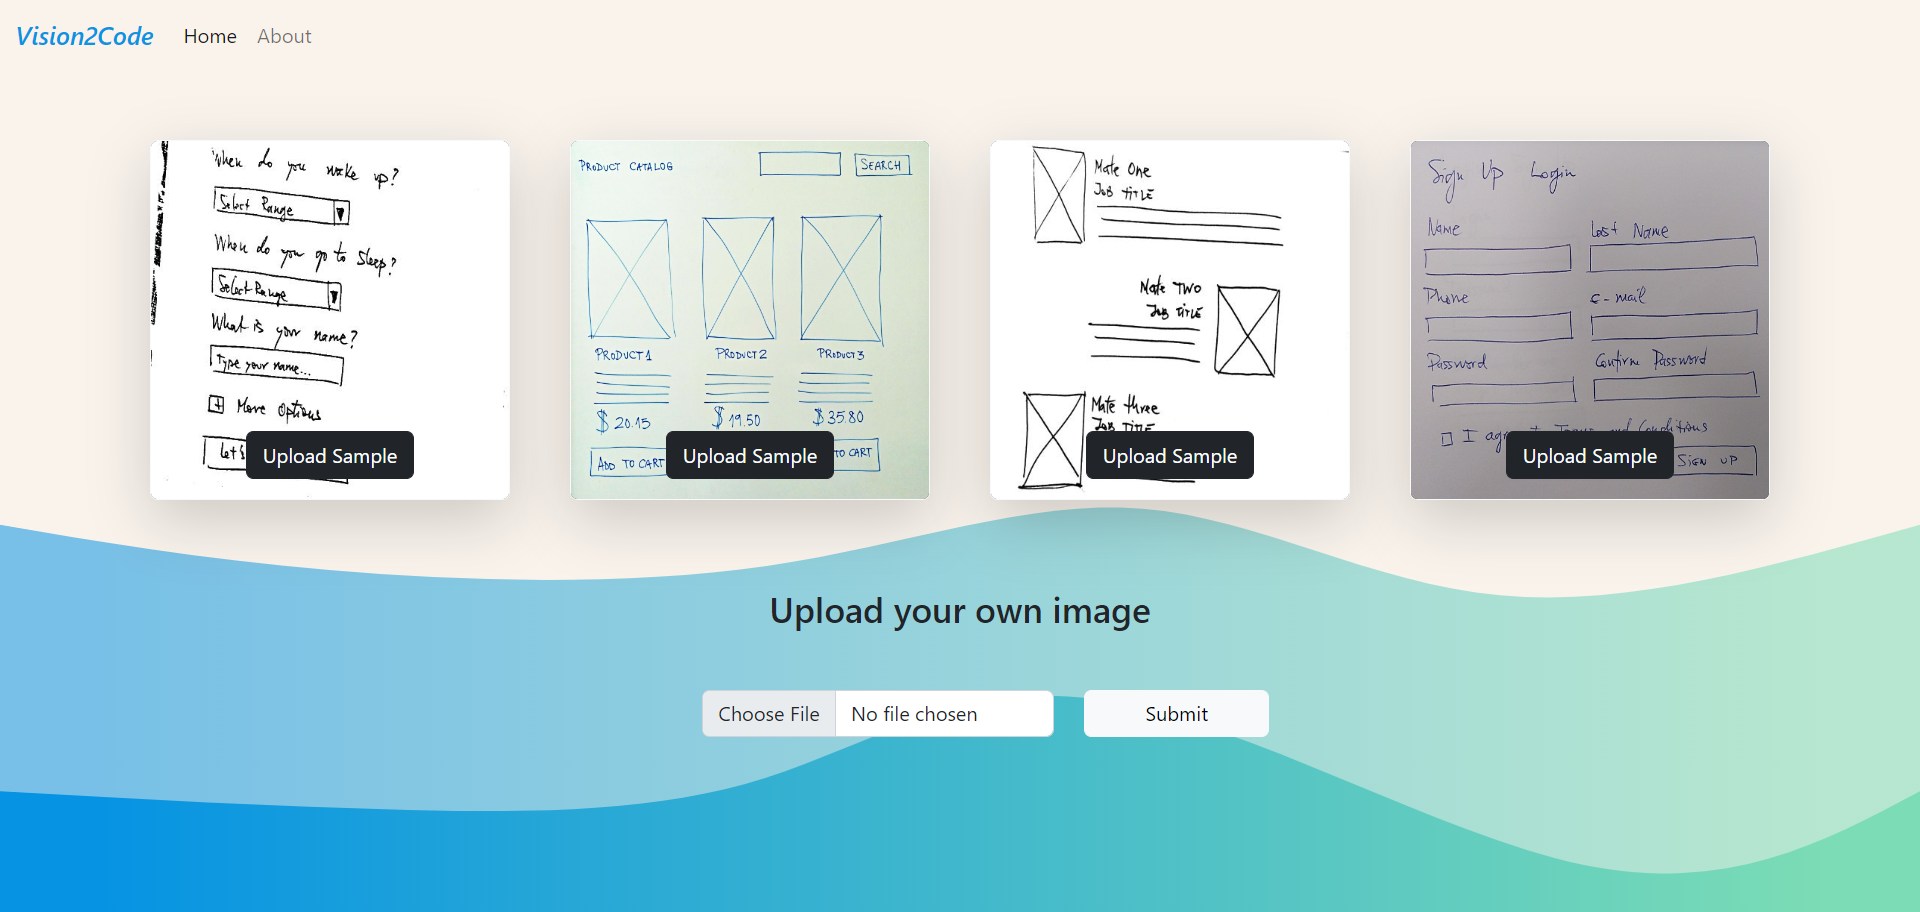 Vision2Code Home About
When do you wake up?
Select Range
When do you go to sleep?
Select Range
What is your name?
Type your name...
More Options
Let's
Upload Sample
PRODUCT CATALOG SEARCH
PRODUCT 1 PRODUCT 2 PRODUCT 3
$ 20.15 $ 19.50 $ 35.80
ADD TO CART TO CART
Upload Sample
Mate One
JOB TITLE
Mate Two
Job TITLE
Mate three
Job TITLE
Upload Sample
Sign Up Login
Name Last Name
Phone e-mail
Password Confirm Password
I agree to Terms and Conditions
SIGN UP
Upload Sample
Upload your own image
Choose File No file chosen Submit